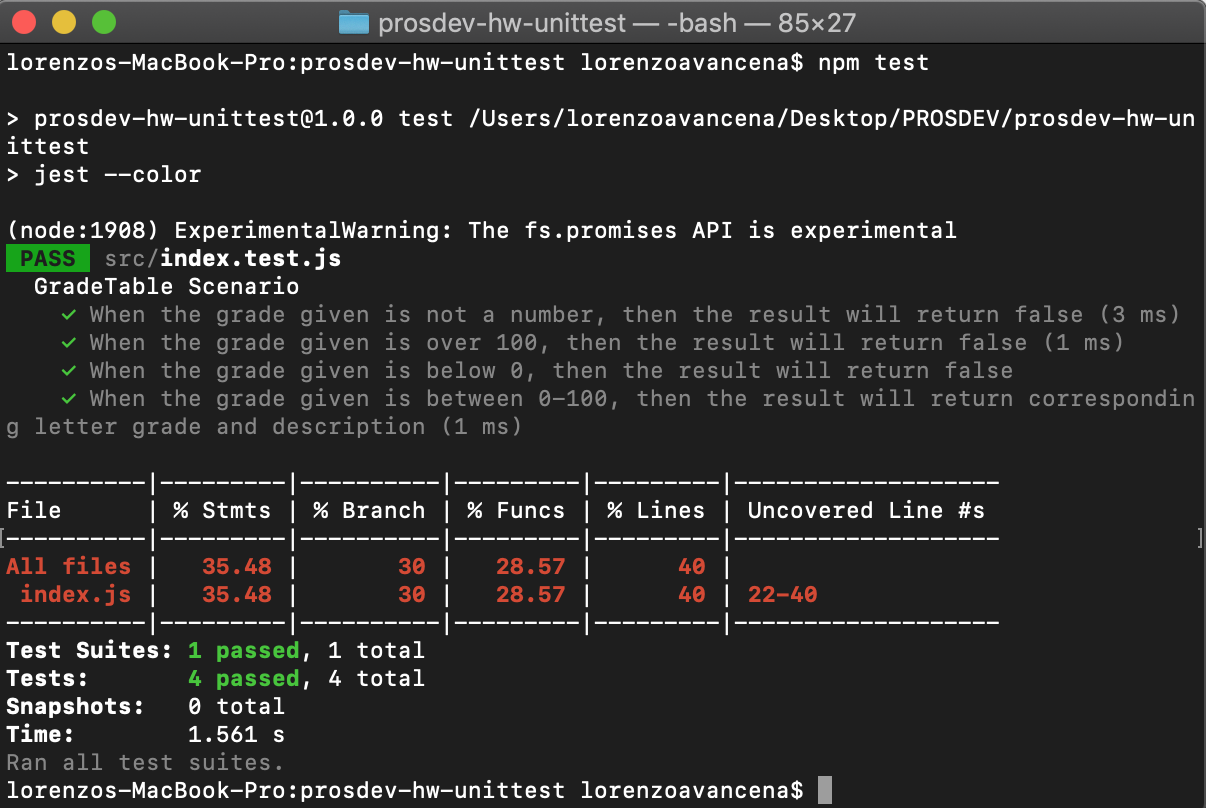 prosdev-hw-unittest — -bash — 85×27
lorenzos-MacBook-Pro:prosdev-hw-unittest lorenzoavancena$ npm test
> prosdev-hw-unittest@1.0.0 test /Users/lorenzoavancena/Desktop/PROSDEV/prosdev-hw-un
ittest
> jest --color
(node:1908) ExperimentalWarning: The fs.promises API is experimental
PASS src/index.test.js
GradeTable Scenario
✓ When the grade given is not a number, then the result will return false (3 ms)
✓ When the grade given is over 100, then the result will return false (1 ms)
✓ When the grade given is below 0, then the result will return false
✓ When the grade given is between 0-100, then the result will return correspondin
g letter grade and description (1 ms)
----------|---------|----------|---------|---------|-------------------
File      | % Stmts | % Branch | % Funcs | % Lines | Uncovered Line #s
[----------|---------|----------|---------|---------|-------------------]
All files |   35.48 |       30 |   28.57 |      40 |
index.js |   35.48 |       30 |   28.57 |      40 | 22-40
----------|---------|----------|---------|---------|-------------------
Test Suites: 1 passed, 1 total
Tests:       4 passed, 4 total
Snapshots:   0 total
Time:        1.561 s
Ran all test suites.
lorenzos-MacBook-Pro:prosdev-hw-unittest lorenzoavancena$